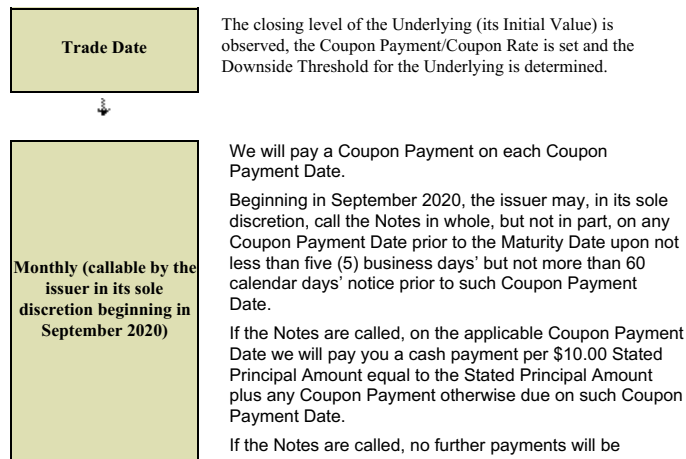 Trade Date
The closing level of the Underlying (its Initial Value) is
observed, the Coupon Payment/Coupon Rate is set and the
Downside Threshold for the Underlying is determined.
Monthly (callable by the
issuer in its sole
discretion beginning in
September 2020)
We will pay a Coupon Payment on each Coupon
Payment Date.
Beginning in September 2020, the issuer may, in its sole
discretion, call the Notes in whole, but not in part, on any
Coupon Payment Date prior to the Maturity Date upon not
less than five (5) business days’ but not more than 60
calendar days’ notice prior to such Coupon Payment
Date.
If the Notes are called, on the applicable Coupon Payment
Date we will pay you a cash payment per $10.00 Stated
Principal Amount equal to the Stated Principal Amount
plus any Coupon Payment otherwise due on such Coupon
Payment Date.
If the Notes are called, no further payments will be